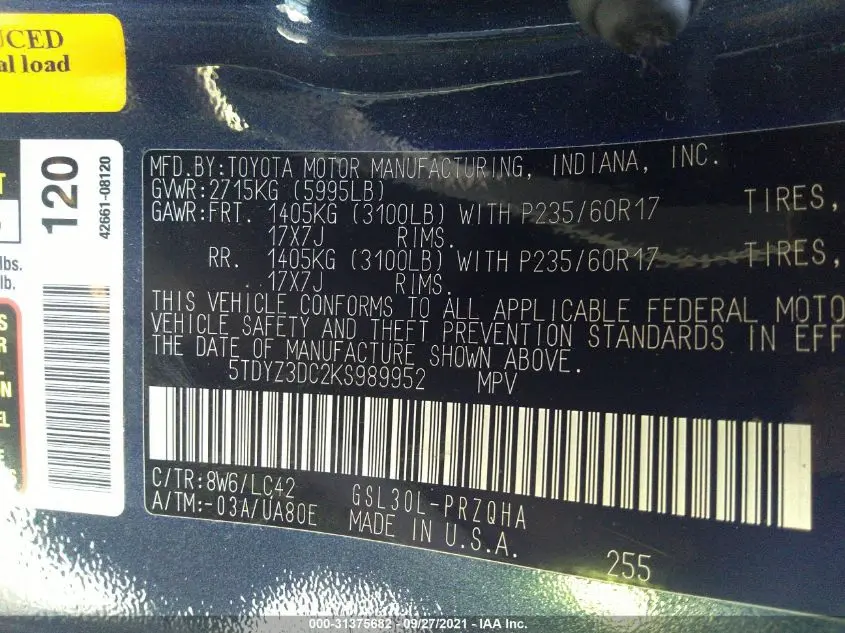 UCED
al load
120
42661-08120
lbs.
lb.
MFD.BY:TOYOTA MOTOR MANUFACTURING, INDIANA, INC.
GVWR:2715KG (5995LB)
GAWR:FRT. 1405KG (3100LB) WITH P235/60R17 TIRES,
17X7J RIMS.
RR. 1405KG (3100LB) WITH P235/60R17 TIRES,
17X7J RIMS.
THIS VEHICLE CONFORMS TO ALL APPLICABLE FEDERAL MOTO
VEHICLE SAFETY AND THEFT PREVENTION STANDARDS IN EFF
THE DATE OF MANUFACTURE SHOWN ABOVE.
5TDYZ3DC2KS989952 MPV
C/TR:8W6/LC42 GSL30L-PRZQHA
A/TM:-03A/UA80E MADE IN U.S.A.
255
000-31375682 - 09/27/2021 - IAA Inc.